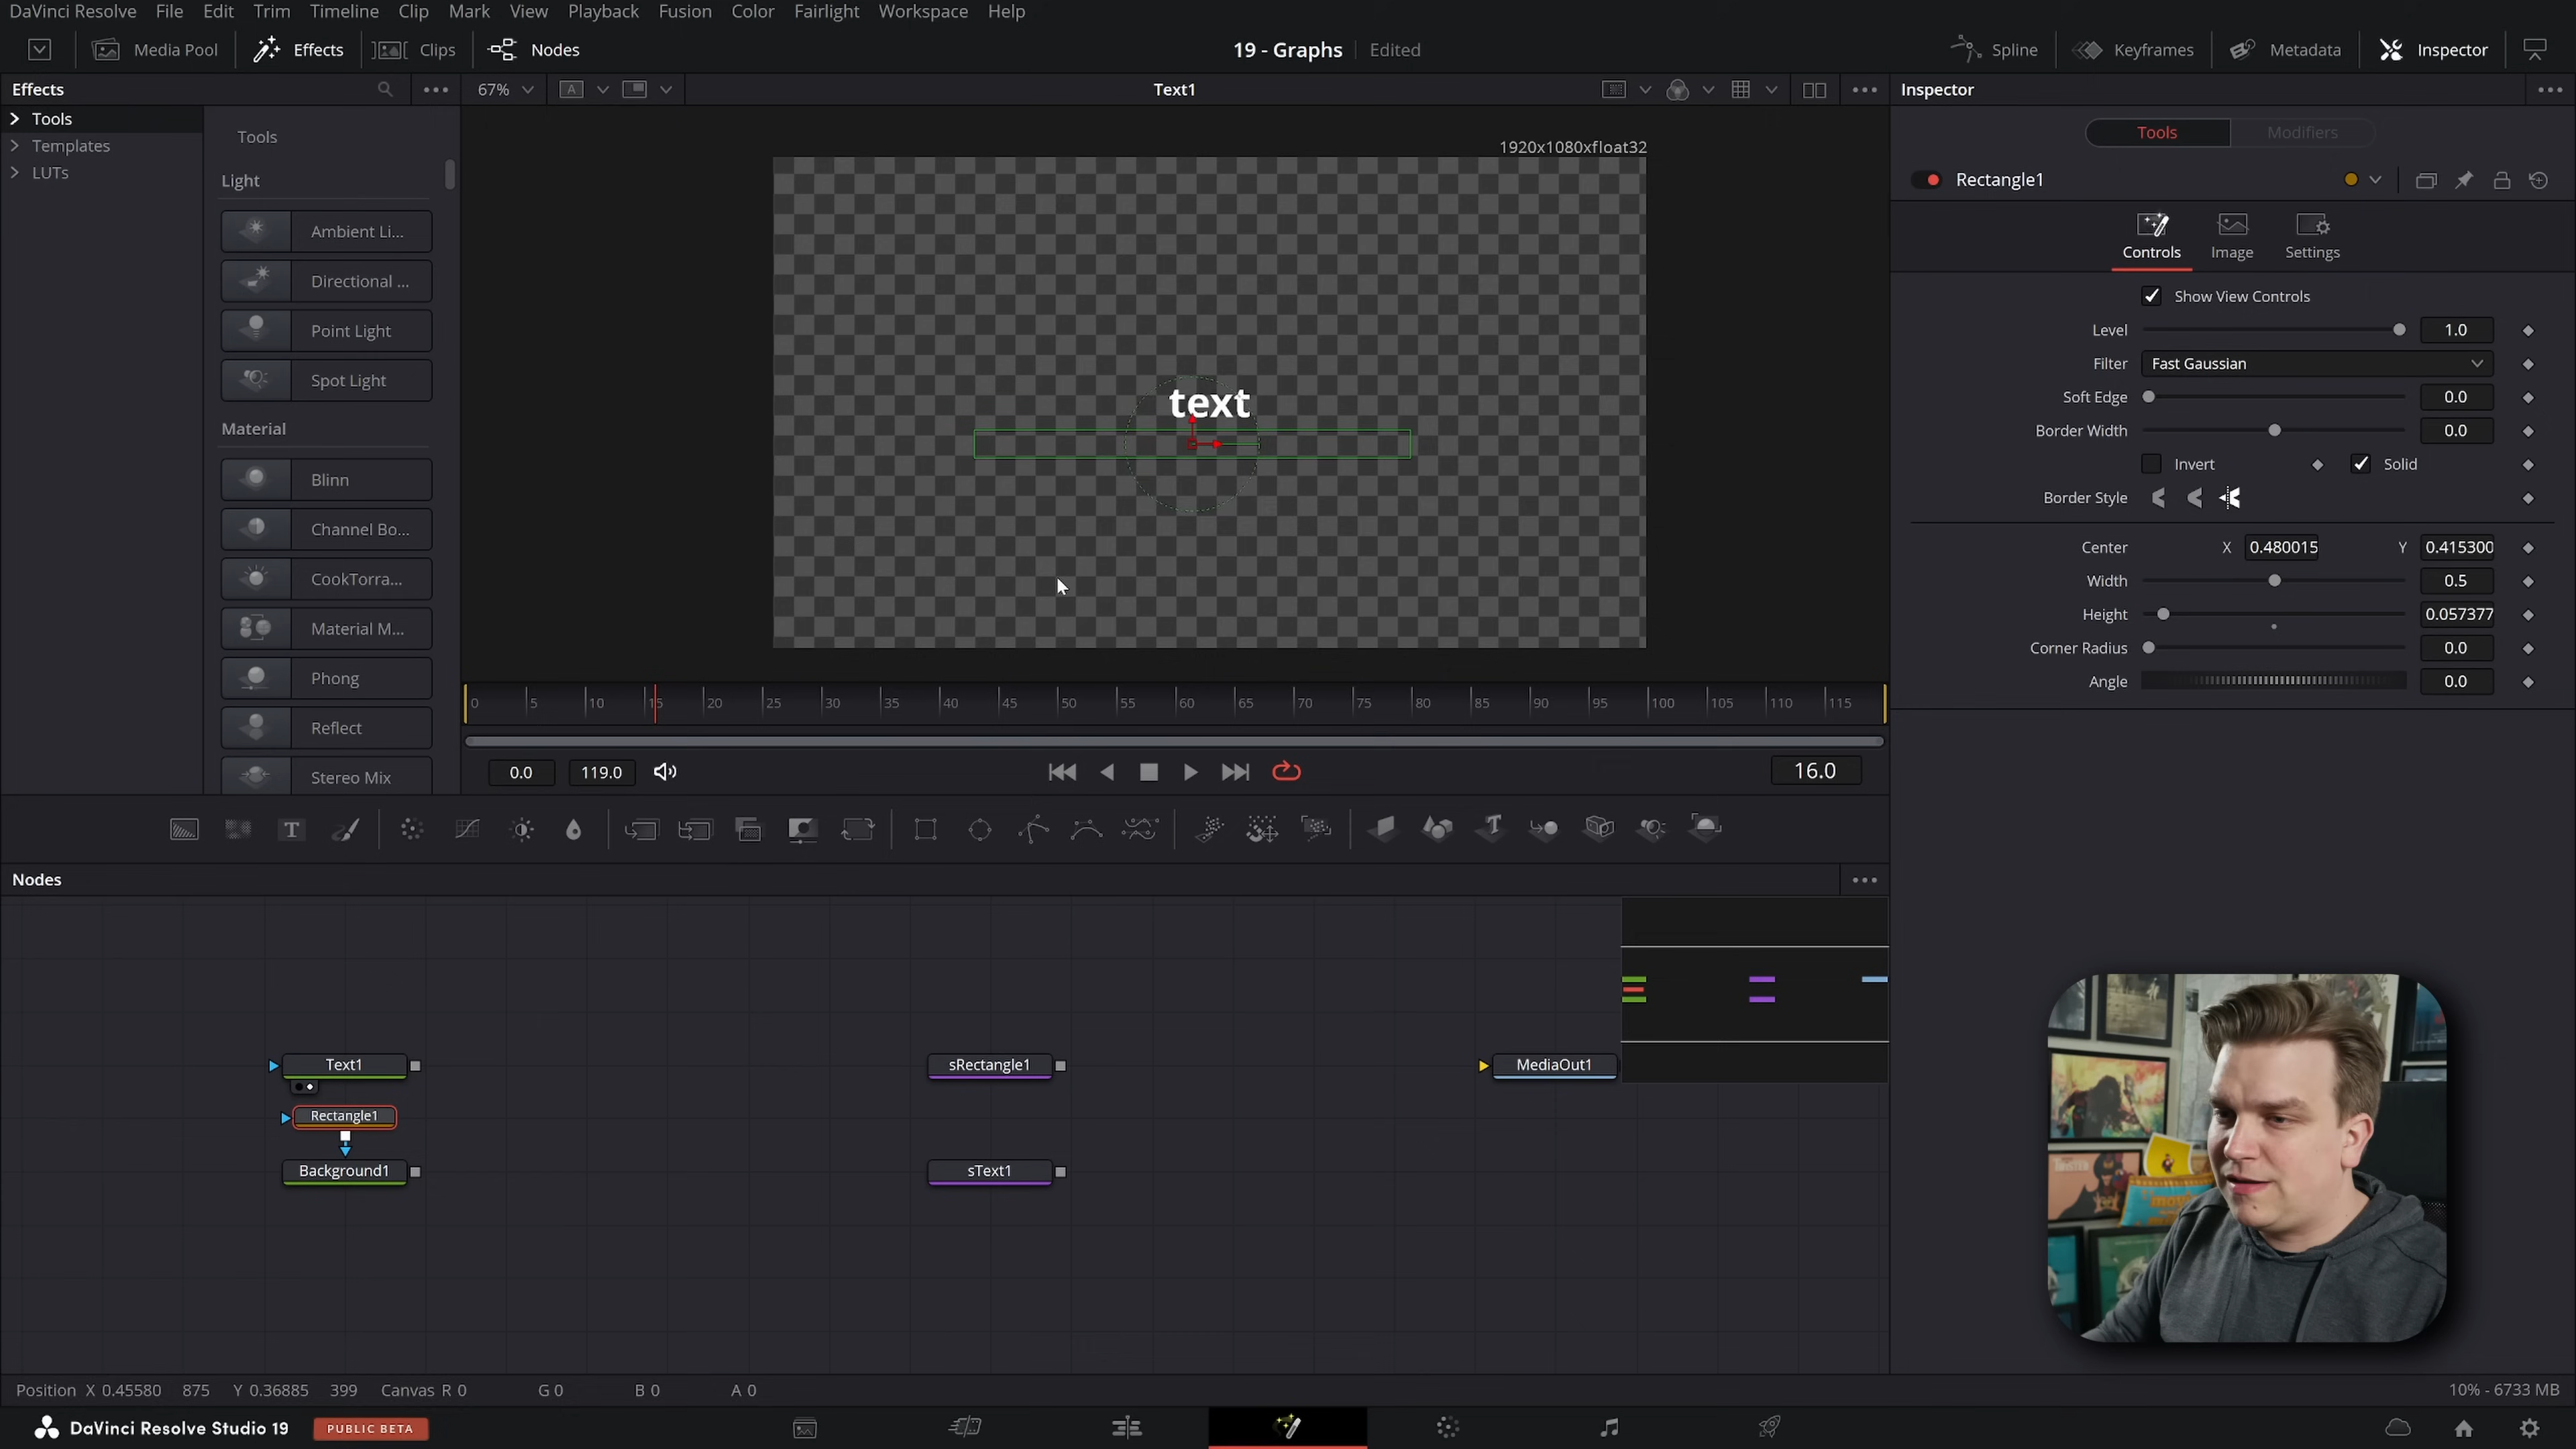 DaVinci Resolve File Edit Trim Timeline Clip Mark View Playback Fusion Color Fairlight Workspace Help
Media Pool Effects Clips Nodes 19 - Graphs Edited Spline Keyframes Metadata Inspector
Effects 67% A Text1 Inspector
Tools
Templates
LUTs
Tools
Light
Ambient Li...
Directional ...
Point Light
Spot Light
Material
Blinn
Channel Bo...
CookTorra...
Material M...
Phong
Reflect
Stereo Mix
1920x1080xfloat32
text
0 5 10 15 20 25 30 35 40 45 50 55 60 65 70 75 80 85 90 95 100 105 110 115
0.0 119.0 16.0
Tools Modifiers
Rectangle1
Controls Image Settings
Show View Controls
Level 1.0
Filter Fast Gaussian
Soft Edge 0.0
Border Width 0.0
Invert Solid
Border Style
Center X 0.480015 Y 0.415300
Width 0.5
Height 0.057377
Corner Radius 0.0
Angle 0.0
T T
Nodes
Text1 sRectangle1 MediaOut1
Rectangle1
Background1 sText1
Position X 0.45580 875 Y 0.36885 399 Canvas R 0 G 0 B 0 A 0 10% - 6733 MB
DaVinci Resolve Studio 19 PUBLIC BETA